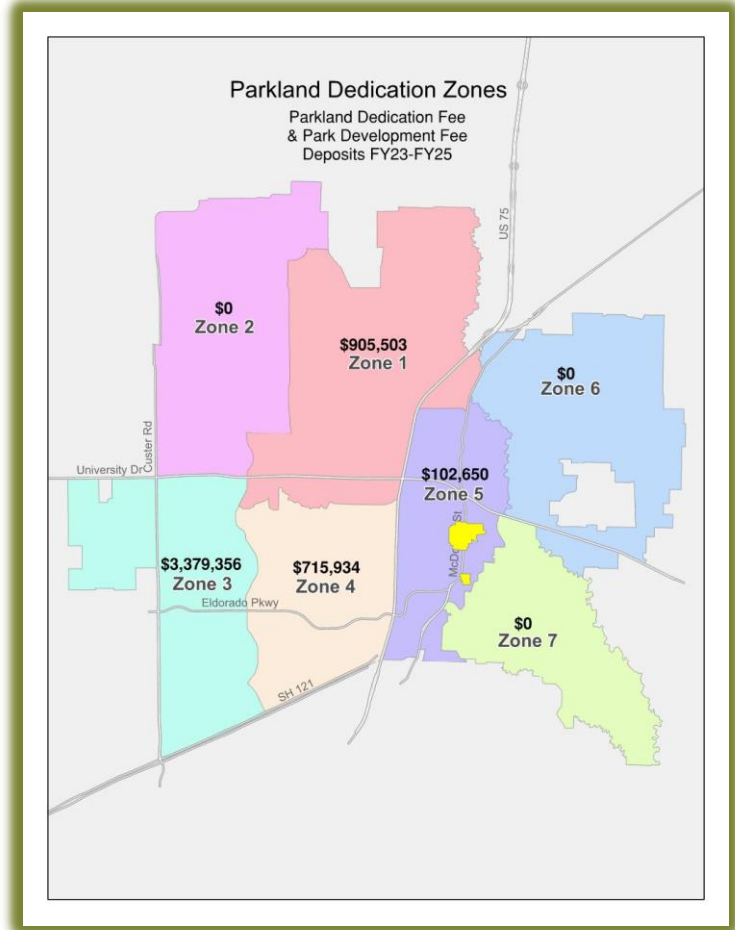 Parkland Dedication Zones
Parkland Dedication Fee
& Park Development Fee
Deposits FY23-FY25
US 75
$0
Zone 2
$905,503
Zone 1
$0
Zone 6
Custer Rd
University Dr
$102,650
Zone 5
McDo
St
$3,379,356
Zone 3
$715,934
Zone 4
Eldorado Pkwy
$0
Zone 7
SH 121